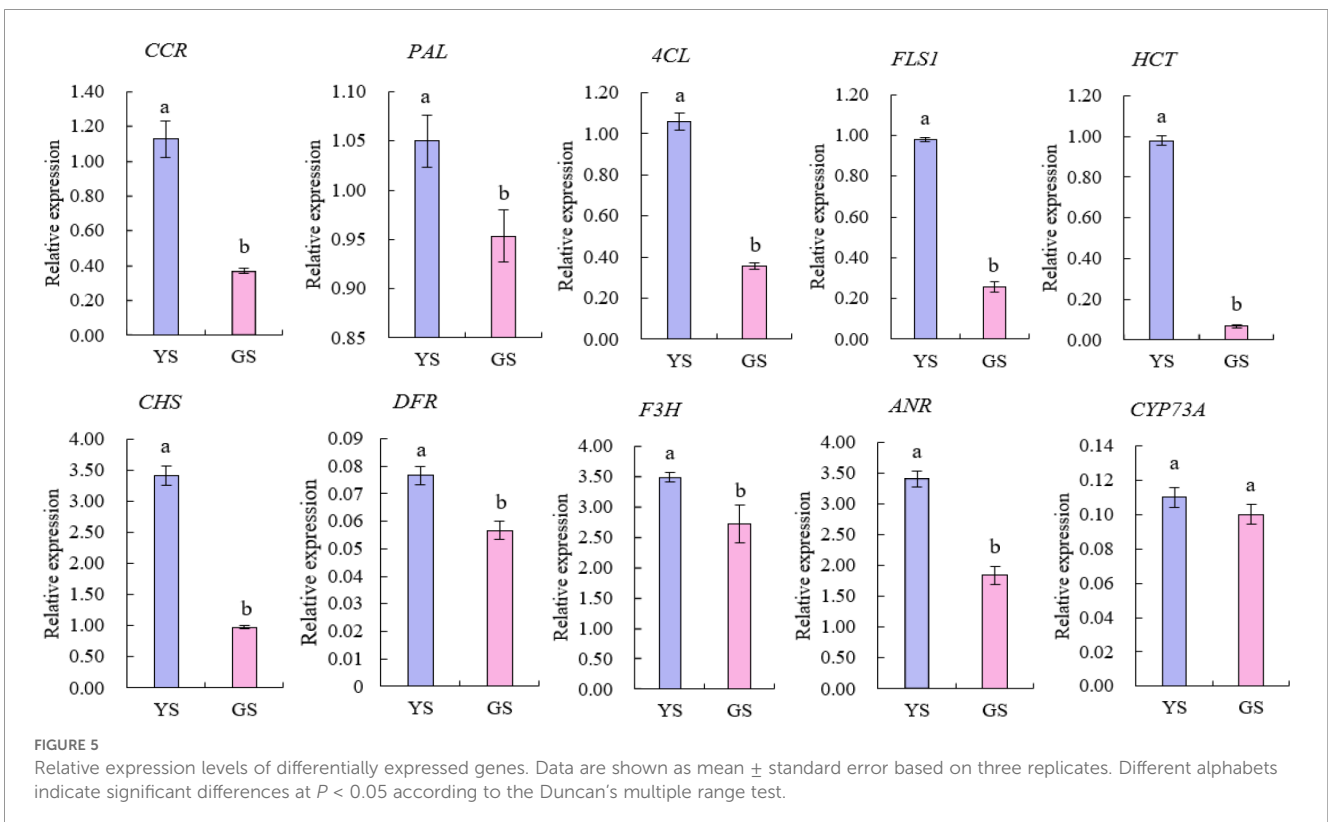 CCR
PAL
4CL
FLS1
HCT
Relative expression
1.40
1.20
1.00
0.80
0.60
0.40
0.20
0.00
a
b
YS
GS
Relative expression
1.10
1.05
1.00
0.95
0.90
0.85
a
b
YS
GS
Relative expression
1.20
1.00
0.80
0.60
0.40
0.20
0.00
a
b
YS
GS
Relative expression
1.20
1.00
0.80
0.60
0.40
0.20
0.00
a
b
YS
GS
Relative expression
1.20
1.00
0.80
0.60
0.40
0.20
0.00
a
b
YS
GS
CHS
DFR
F3H
ANR
CYP73A
Relative expression
4.00
3.50
3.00
2.50
2.00
1.50
1.00
0.50
0.00
a
b
YS
GS
Relative expression
0.09
0.08
0.07
0.06
0.05
0.04
0.03
0.02
0.01
0
a
b
YS
GS
Relative expression
4.00
3.50
3.00
2.50
2.00
1.50
1.00
0.50
0.00
a
b
YS
GS
Relative expression
4.00
3.50
3.00
2.50
2.00
1.50
1.00
0.50
0.00
a
b
YS
GS
Relative expression
0.14
0.12
0.10
0.08
0.06
0.04
0.02
0.00
a
a
YS
GS
FIGURE 5
Relative expression levels of differentially expressed genes. Data are shown as mean ± standard error based on three replicates. Different alphabets
indicate significant differences at P < 0.05 according to the Duncan's multiple range test.